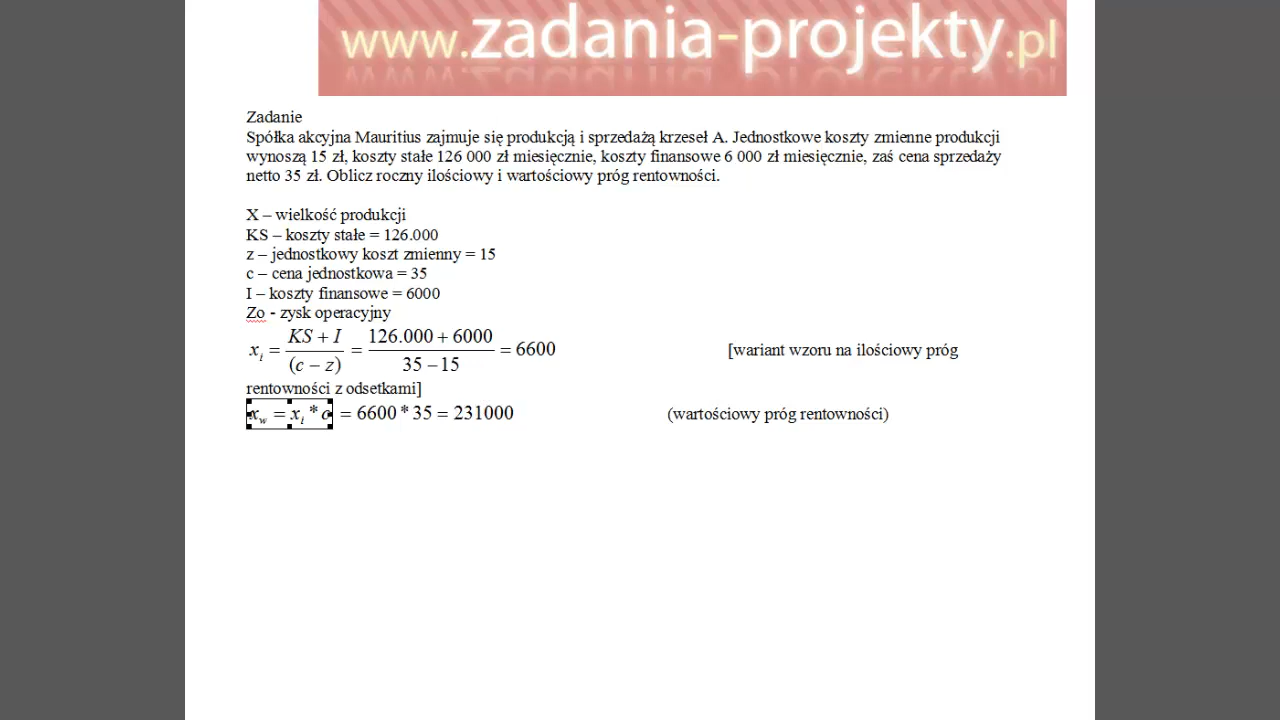 www.zadania-projekty.pl
Zadanie
Spółka akcyjna Mauritius zajmuje się produkcją i sprzedażą krzeseł A. Jednostkowe koszty zmienne produkcji
wynoszą 15 zł, koszty stałe 126 000 zł miesięcznie, koszty finansowe 6 000 zł miesięcznie, zaś cena sprzedaży
netto 35 zł. Oblicz roczny ilościowy i wartościowy próg rentowności.
X – wielkość produkcji
KS – koszty stałe = 126.000
z – jednostkowy koszt zmienny = 15
c – cena jednostkowa = 35
I – koszty finansowe = 6000
Zo - zysk operacyjny
x_i = (KS + I)/(c − z) = (126.000 + 6000)/(35 − 15) = 6600 [wariant wzoru na ilościowy próg
rentowności z odsetkami]
x_w = x_i * c = 6600 * 35 = 231000 (wartościowy próg rentowności)